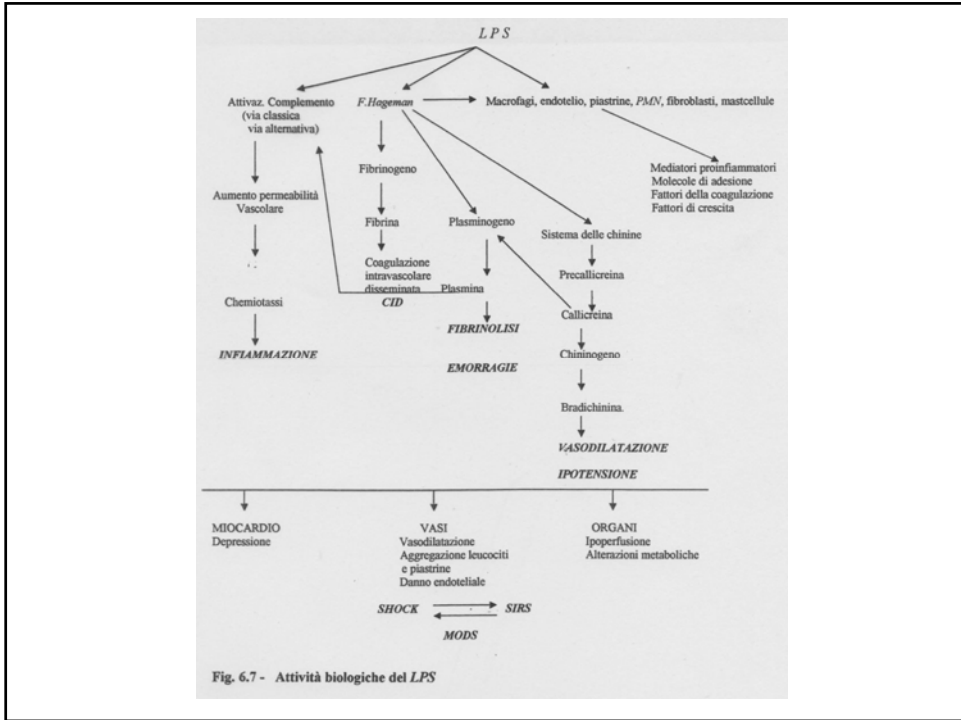 LPS
Attivaz. Complemento
(via classica
via alternativa)
F.Hageman
Macrofagi, endotelio, piastrine, PMN, fibroblasti, mastcellule
Mediatori proinfiammatori
Molecole di adesione
Fattori della coagulazione
Fattori di crescita
Fibrinogeno
Aumento permeabilità
Vascolare
Fibrina
Plasminogeno
Sistema delle chinine
Coagulazione
intravascolare
disseminata
CID
Precallicreina
Plasmina
Chemiotassi
Callicreina
FIBRINOLISI
INFIAMMAZIONE
Chininogeno
EMORRAGIE
Bradichinina.
VASODILATAZIONE
IPOTENSIONE
MIOCARDIO
Depressione
VASI
Vasodilatazione
Aggregazione leucociti
e piastrine
Danno endoteliale
ORGANI
Ipoperfusione
Alterazioni metaboliche
SHOCK
SIRS
MODS
Fig. 6.7 - Attività biologiche del LPS